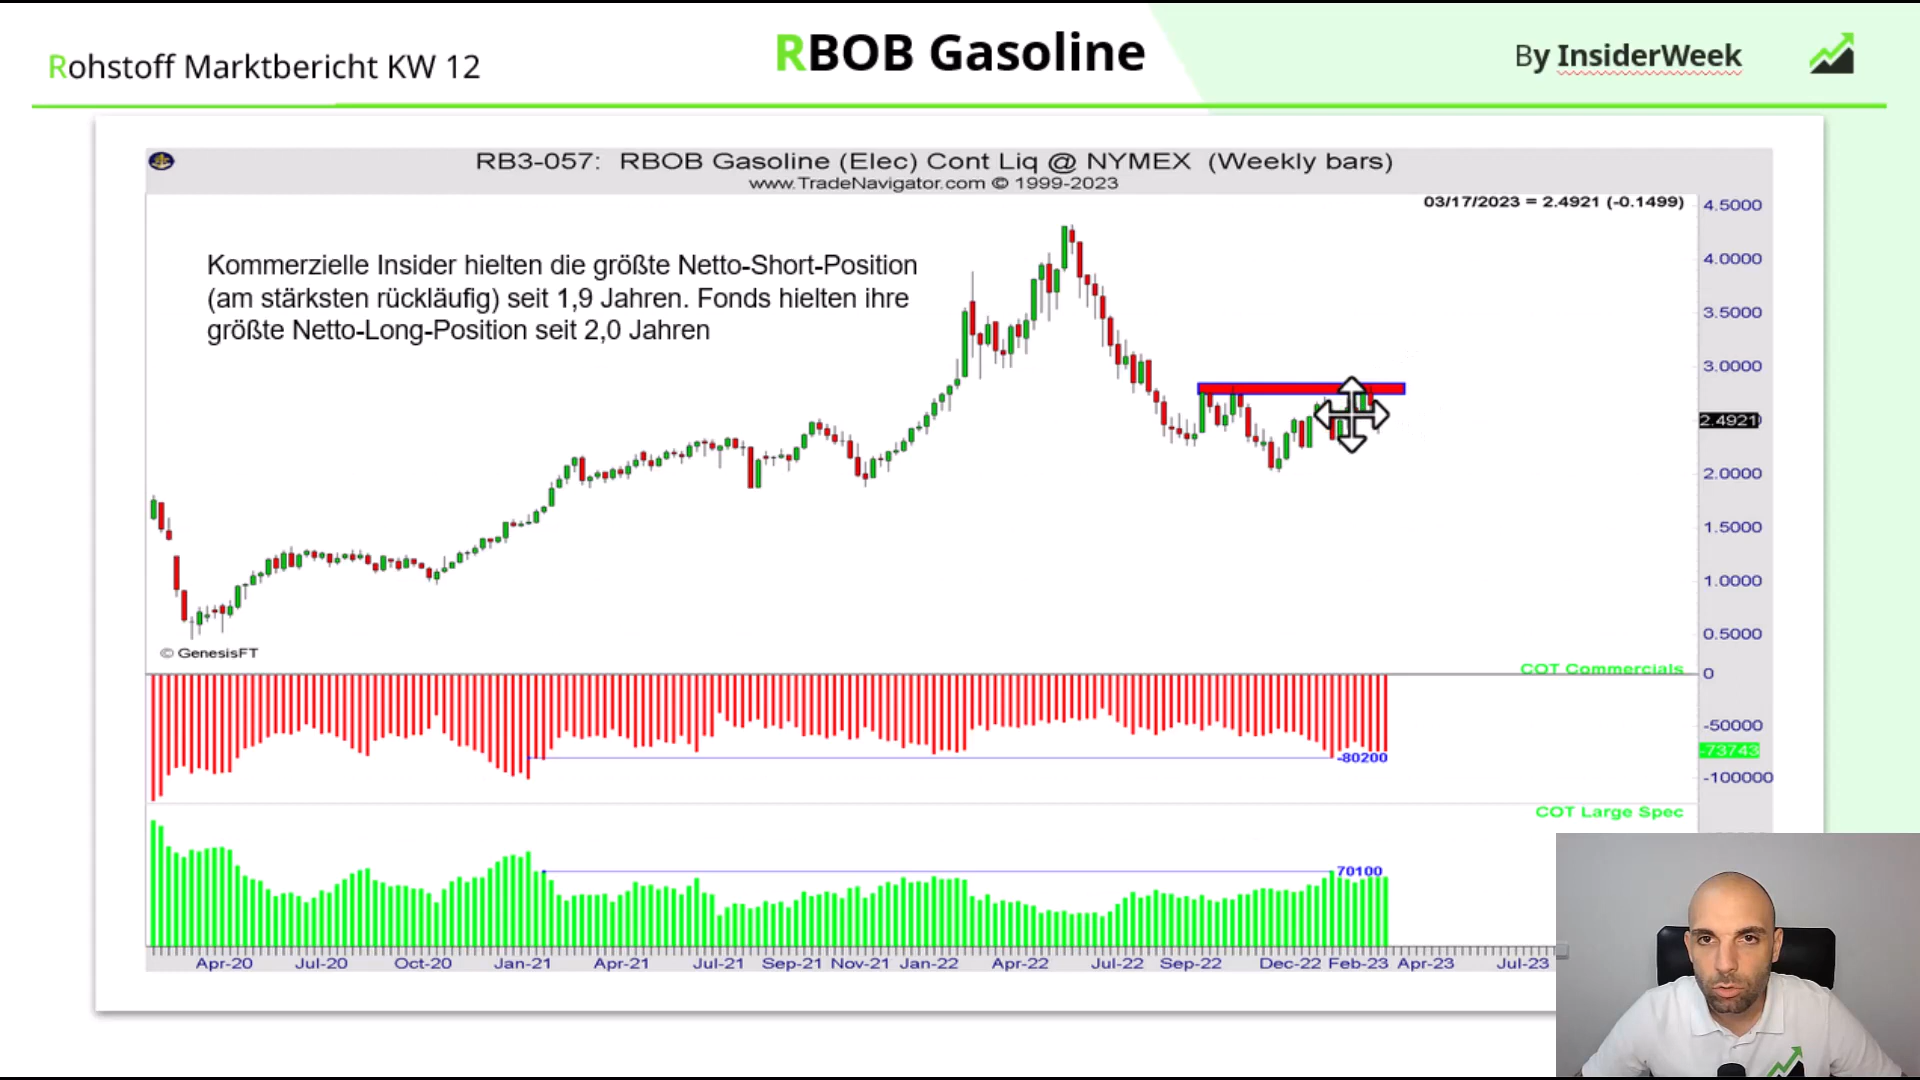 Rohstoff Marktbericht KW 12
RBOB Gasoline
By InsiderWeek
RB3-057: RBOB Gasoline (Elec) Cont Liq @ NYMEX (Weekly bars)
www.TradeNavigator.com © 1999-2023
03/17/2023 = 2.4921 (-0.1499)
Kommerzielle Insider hielten die größte Netto-Short-Position
(am stärksten rückläufig) seit 1,9 Jahren. Fonds hielten ihre
größte Netto-Long-Position seit 2,0 Jahren
4.5000
4.0000
3.5000
3.0000
2.4921
2.0000
1.5000
1.0000
0.5000
© GenesisFT
COT Commercials
0
-50000
-73743
-80200
-100000
COT Large Spec
70100
Apr-20 Jul-20 Oct-20 Jan-21 Apr-21 Jul-21 Sep-21 Nov-21 Jan-22 Apr-22 Jul-22 Sep-22 Dec-22 Feb-23 Apr-23 Jul-23